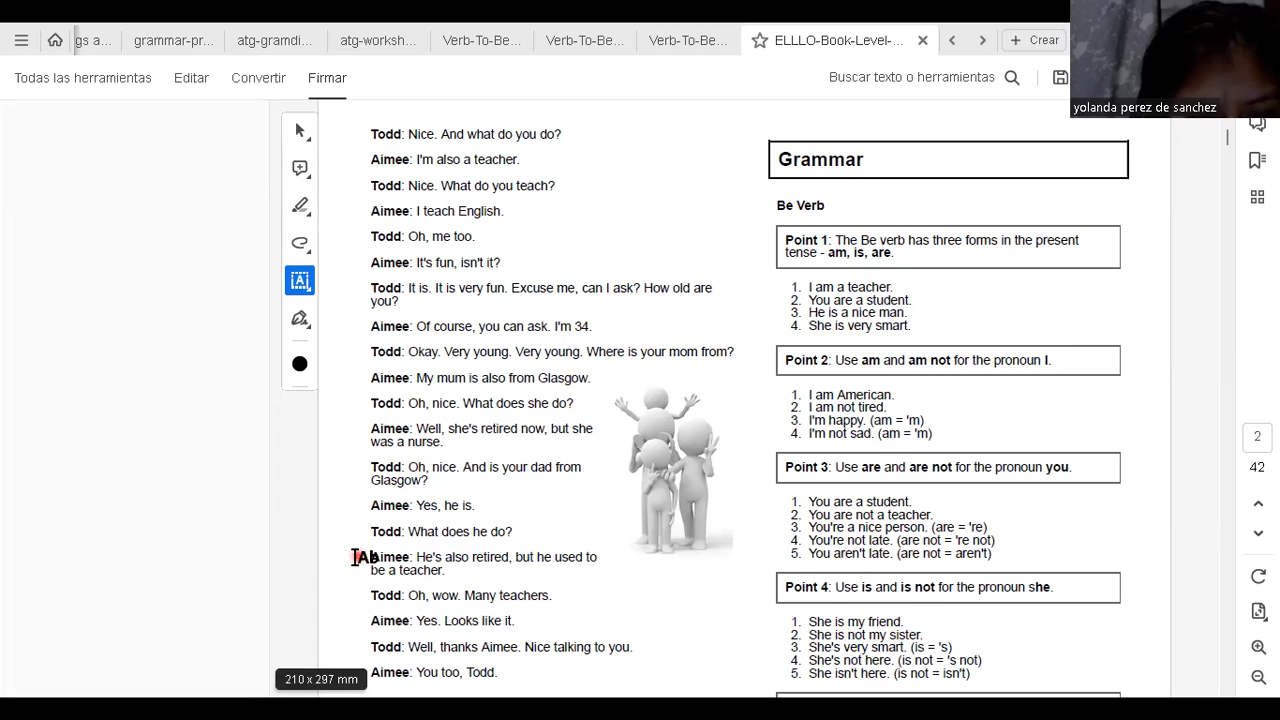 gs a...
grammar-pr...
atg-gramdi...
atg-worksh...
Verb-To-Be...
Verb-To-Be...
Verb-To-Be...
ELLLO-Book-Level-...
Crear
Todas las herramientas
Editar
Convertir
Firmar
Buscar texto o herramientas
yolanda perez de sanchez
Todd: Nice. And what do you do?
Aimee: I'm also a teacher.
Todd: Nice. What do you teach?
Aimee: I teach English.
Todd: Oh, me too.
Aimee: It's fun, isn't it?
Todd: It is. It is very fun. Excuse me, can I ask? How old are
you?
Aimee: Of course, you can ask. I'm 34.
Todd: Okay. Very young. Very young. Where is your mom from?
Aimee: My mum is also from Glasgow.
Todd: Oh, nice. What does she do?
Aimee: Well, she's retired now, but she
was a nurse.
Todd: Oh, nice. And is your dad from
Glasgow?
Aimee: Yes, he is.
Todd: What does he do?
Aimee: He's also retired, but he used to
be a teacher.
Todd: Oh, wow. Many teachers.
Aimee: Yes. Looks like it.
Todd: Well, thanks Aimee. Nice talking to you.
Aimee: You too, Todd.
210 x 297 mm
Grammar
Be Verb
Point 1: The Be verb has three forms in the present
tense - am, is, are.
1. I am a teacher.
2. You are a student.
3. He is a nice man.
4. She is very smart.
Point 2: Use am and am not for the pronoun I.
1. I am American.
2. I am not tired.
3. I'm happy. (am = 'm)
4. I'm not sad. (am = 'm)
Point 3: Use are and are not for the pronoun you.
1. You are a student.
2. You are not a teacher.
3. You're a nice person. (are = 're)
4. You're not late. (are not = 're not)
5. You aren't late. (are not = aren't)
Point 4: Use is and is not for the pronoun she.
1. She is my friend.
2. She is not my sister.
3. She's very smart. (is = 's)
4. She's not here. (is not = 's not)
5. She isn't here. (is not = isn't)
2
42